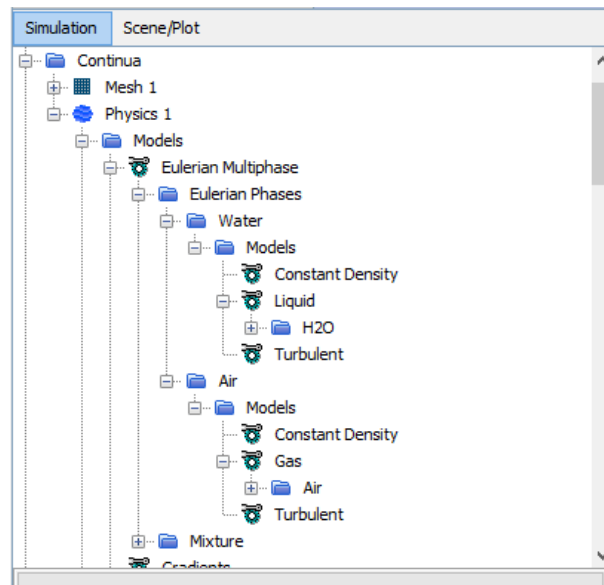 Simulation Scene/Plot
Continua
Mesh 1
Physics 1
Models
Eulerian Multiphase
Eulerian Phases
Water
Models
Constant Density
Liquid
H2O
Turbulent
Air
Models
Constant Density
Gas
Air
Turbulent
Mixture
Gradients